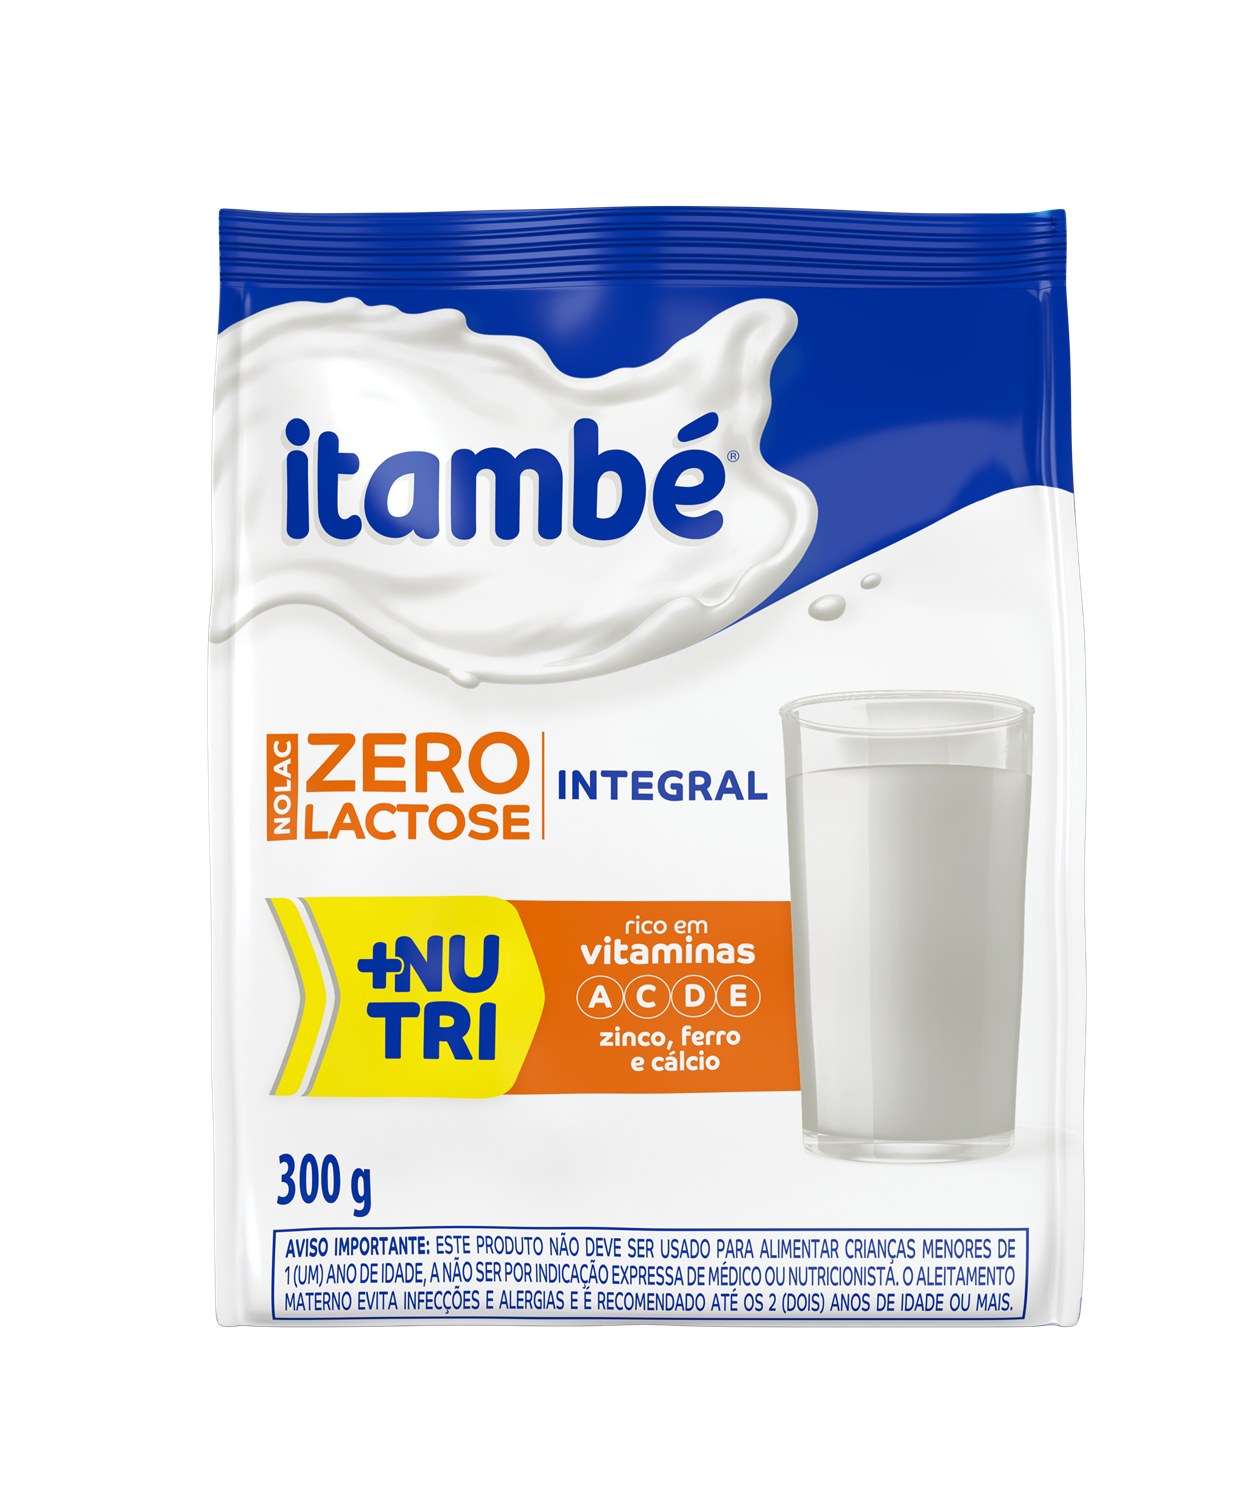 itambé®
NOLAC
ZERO
LACTOSE
INTEGRAL
+NU
TRI
rico em
vitaminas
A C D E
zinco, ferro
e cálcio
300 g
AVISO IMPORTANTE: ESTE PRODUTO NÃO DEVE SER USADO PARA ALIMENTAR CRIANÇAS MENORES DE
1 (UM) ANO DE IDADE, A NÃO SER POR INDICAÇÃO EXPRESSA DE MÉDICO OU NUTRICIONISTA. O ALEITAMENTO
MATERNO EVITA INFECÇÕES E ALERGIAS E É RECOMENDADO ATÉ OS 2 (DOIS) ANOS DE IDADE OU MAIS.